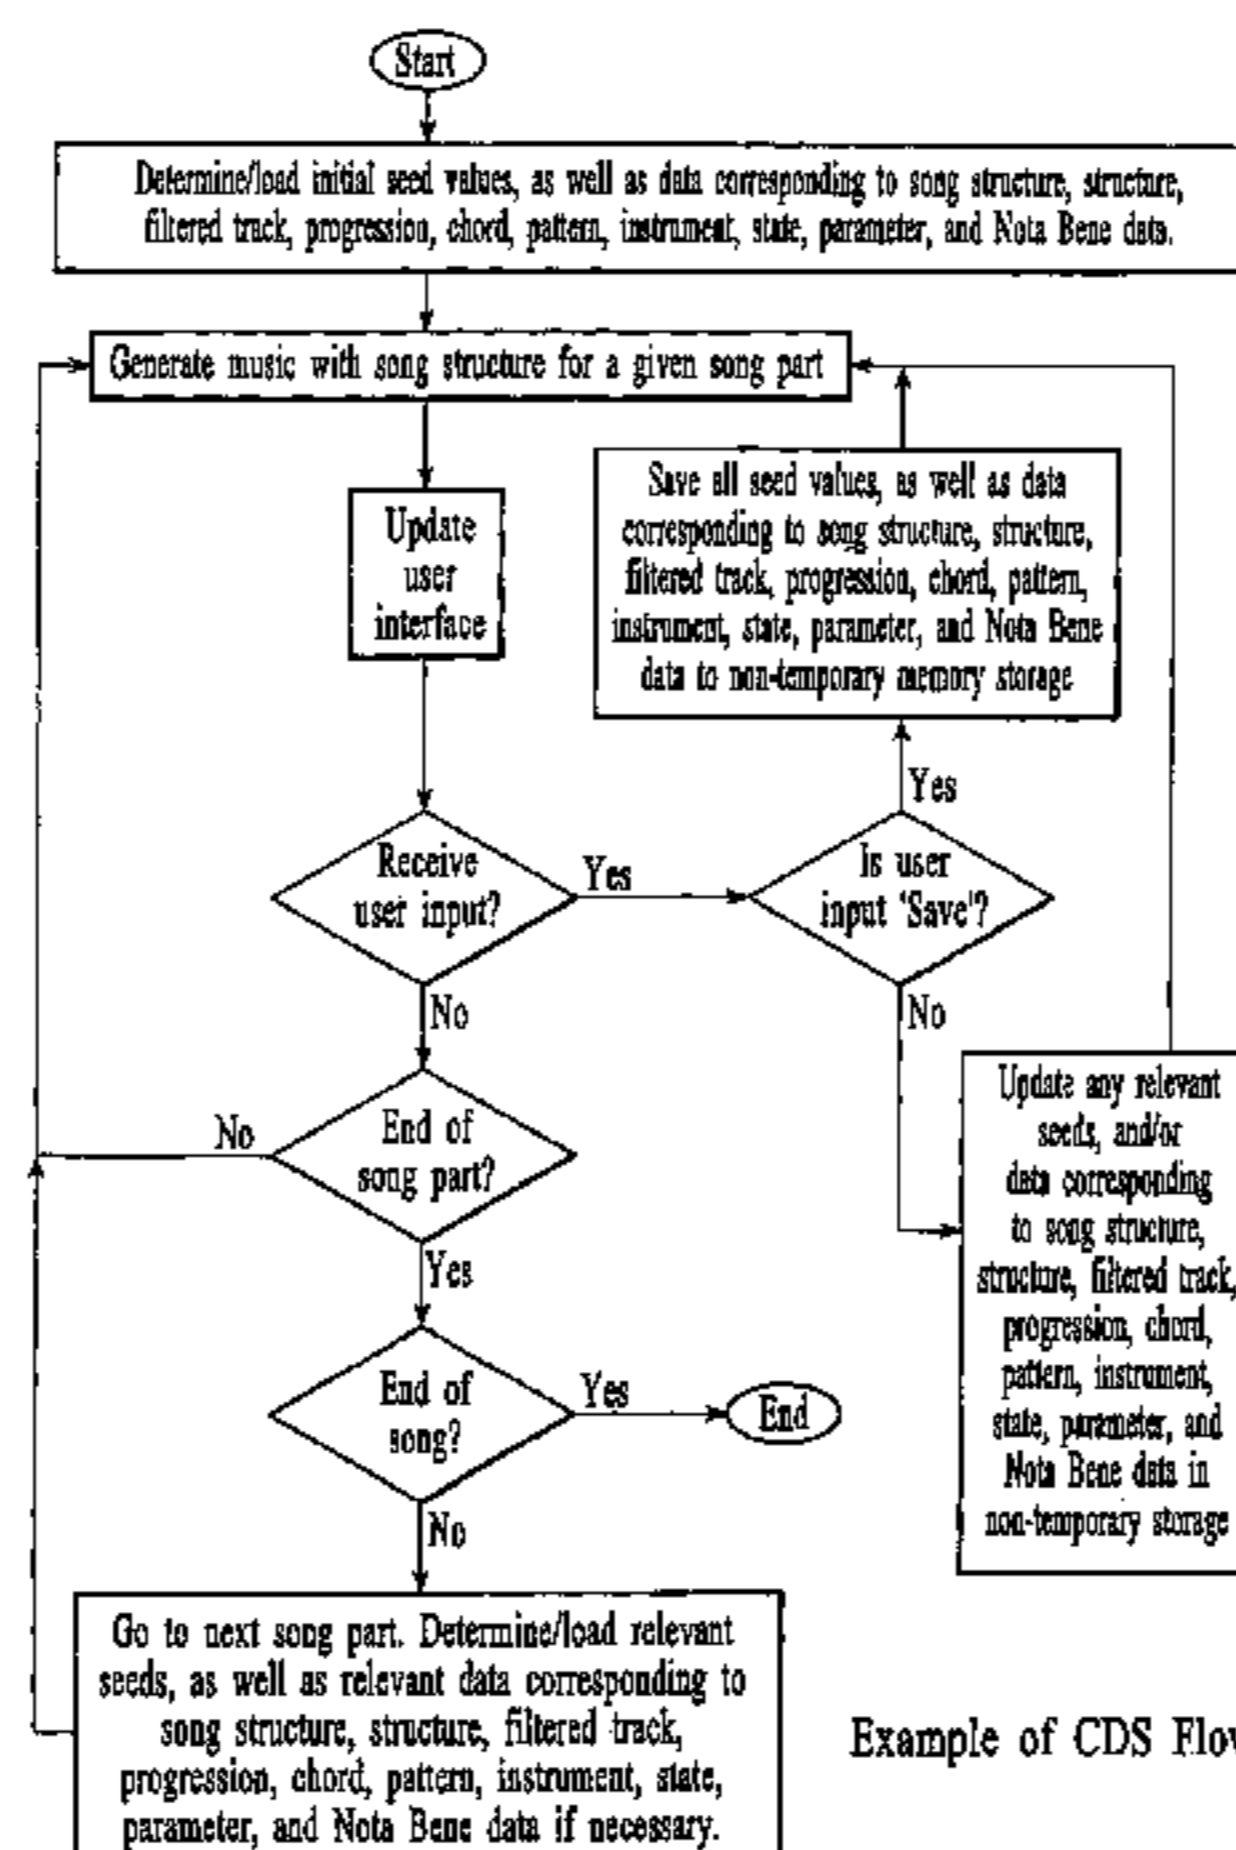 Start
Determine/load initial seed values, as well as data corresponding to song structure, structure,
filtered track, progression, chord, pattern, instrument, state, parameter, and Nota Bene data.
Generate music with song structure for a given song part
Update
user
interface
Save all seed values, as well as data
corresponding to song structure, structure,
filtered track, progression, chord, pattern,
instrument, state, parameter, and Nota Bene
data to non-temporary memory storage
Yes
Receive
user input?
Yes
Is user
input 'Save'?
No
No
End of
song part?
No
Yes
Update any relevant
seeds, and/or
data corresponding
to song structure,
structure, filtered track,
progression, chord,
pattern, instrument,
state, parameter, and
Nota Bene data in
non-temporary storage
End of
song?
Yes
End
No
Go to next song part. Determine/load relevant
seeds, as well as relevant data corresponding to
song structure, structure, filtered track,
progression, chord, pattern, instrument, state,
parameter, and Nota Bene data if necessary.
Example of CDS Flow